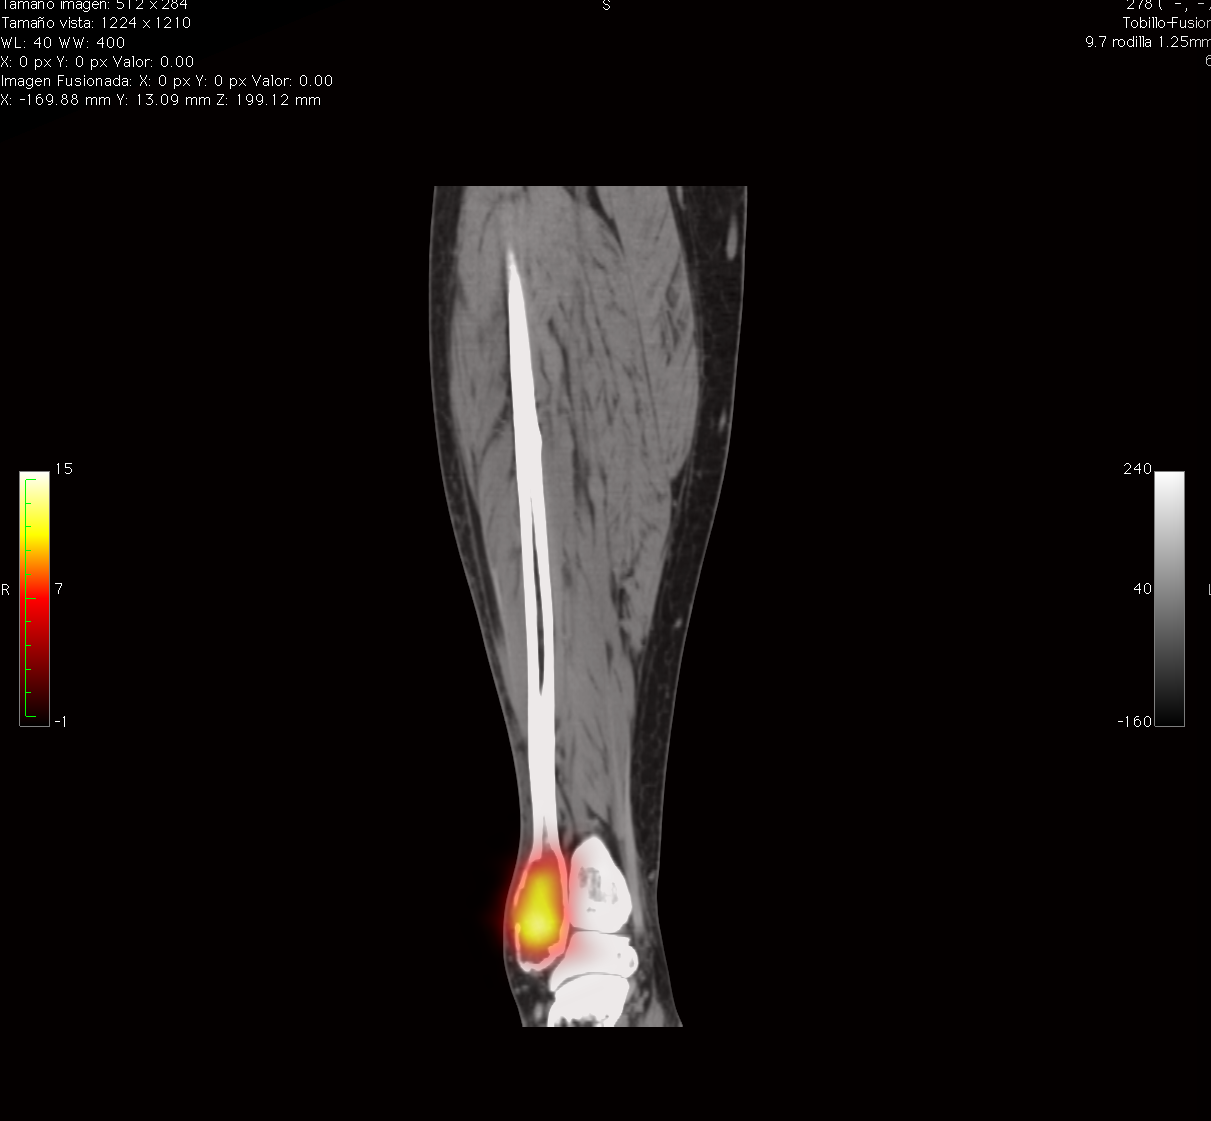 Tamaño imagen: 512 x 284
Tamaño vista: 1224 x 1210
WL: 40 WW: 400
X: 0 px Y: 0 px Valor: 0.00
Imagen Fusionada: X: 0 px Y: 0 px Valor: 0.00
X: -169.88 mm Y: 13.09 mm Z: 199.12 mm
S
278 ( -, -
Tobillo-Fusion
9.7 rodilla 1.25mm
6
15
7
-1
R
240
40
-160
L